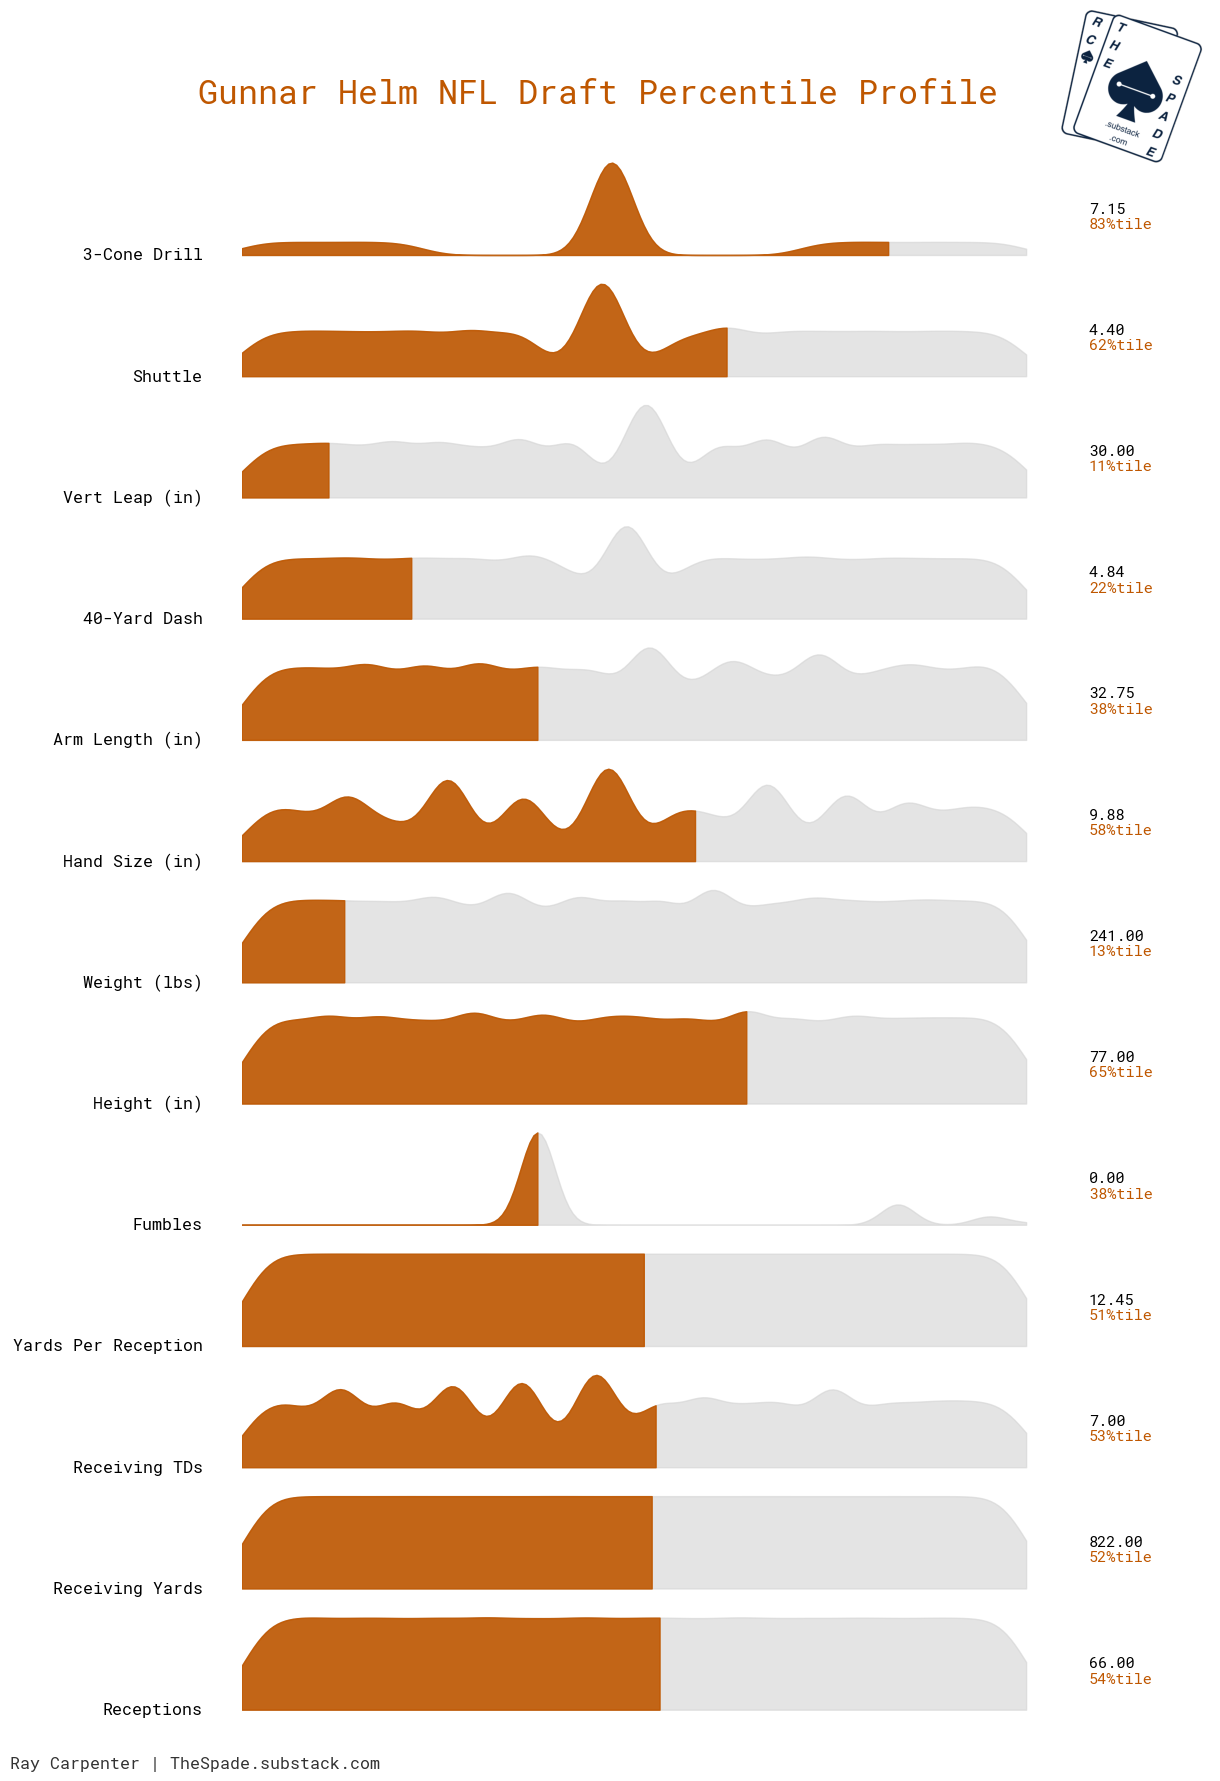 Gunnar Helm NFL Draft Percentile Profile
R
C
THE
SPADE
.substack
.com
3-Cone Drill
7.15
83%tile
Shuttle
4.40
62%tile
Vert Leap (in)
30.00
11%tile
40-Yard Dash
4.84
22%tile
Arm Length (in)
32.75
38%tile
Hand Size (in)
9.88
58%tile
Weight (lbs)
241.00
13%tile
Height (in)
77.00
65%tile
Fumbles
0.00
38%tile
Yards Per Reception
12.45
51%tile
Receiving TDs
7.00
53%tile
Receiving Yards
822.00
52%tile
Receptions
66.00
54%tile
Ray Carpenter | TheSpade.substack.com